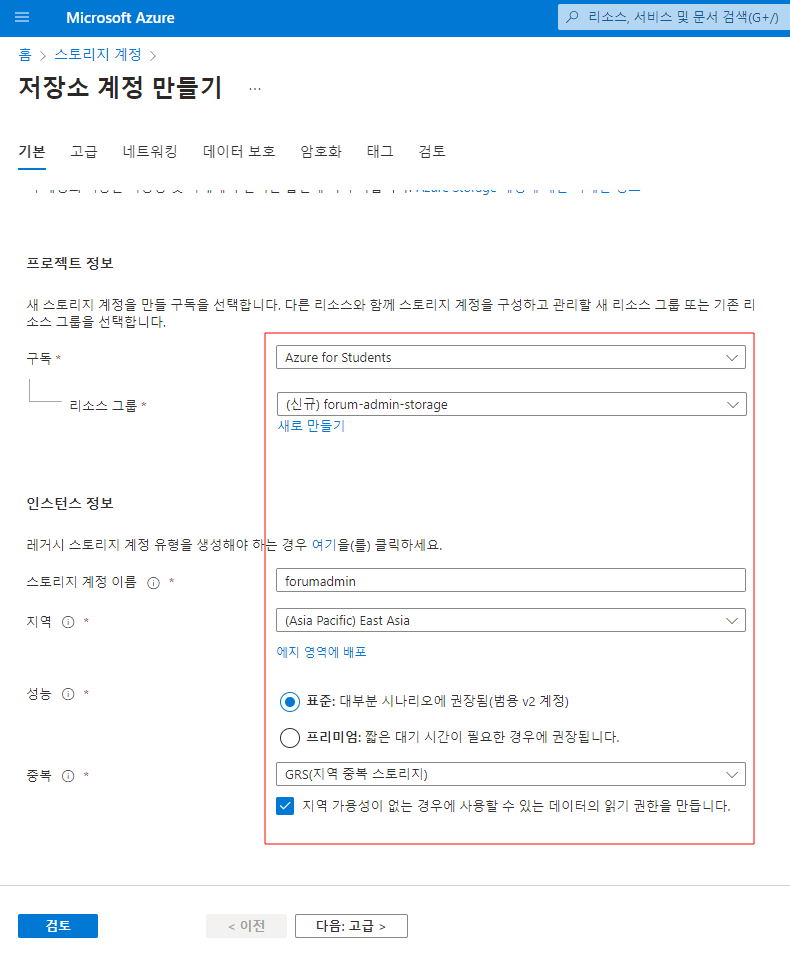 Microsoft Azure
리소스, 서비스 및 문서 검색(G+/)
홈 > 스토리지 계정 >
저장소 계정 만들기 ...
기본 고급 네트워킹 데이터 보호 암호화 태그 검토
Azure Storage
프로젝트 정보
새 스토리지 계정을 만들 구독을 선택합니다. 다른 리소스와 함께 스토리지 계정을 구성하고 관리할 새 리소스 그룹 또는 기존 리
소스 그룹을 선택합니다.
구독 *
Azure for Students
리소스 그룹 *
(신규) forum-admin-storage
새로 만들기
인스턴스 정보
레거시 스토리지 계정 유형을 생성해야 하는 경우 여기을(를) 클릭하세요.
스토리지 계정 이름 *
forumadmin
지역 *
(Asia Pacific) East Asia
에지 영역에 배포
성능 *
표준: 대부분 시나리오에 권장됨(범용 v2 계정)
프리미엄: 짧은 대기 시간이 필요한 경우에 권장됩니다.
중복 *
GRS(지역 중복 스토리지)
지역 가용성이 없는 경우에 사용할 수 있는 데이터의 읽기 권한을 만듭니다.
검토
< 이전
다음: 고급 >